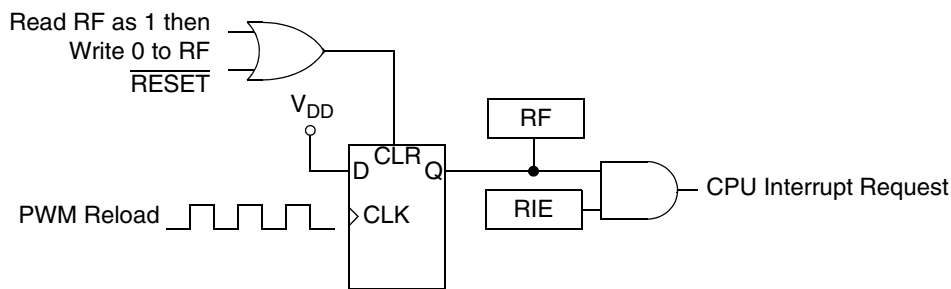 Read RF as 1 then
Write 0 to RF
RESET
VDD
D
CLR
Q
CLK
PWM Reload
RF
RIE
CPU Interrupt Request